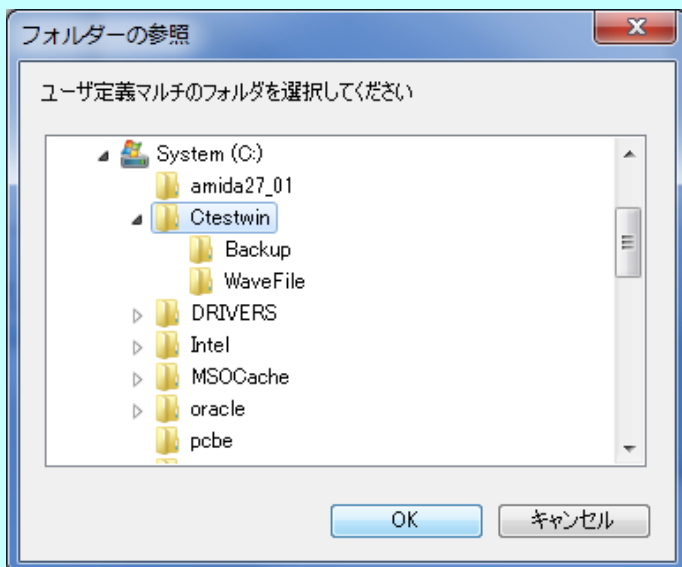 フォルダーの参照
ユーザ定義マルチのフォルダを選択してください
System (C:)
amida27_01
Ctestwin
Backup
WaveFile
DRIVERS
Intel
MSOCache
oracle
pcbe
OK
キャンセル